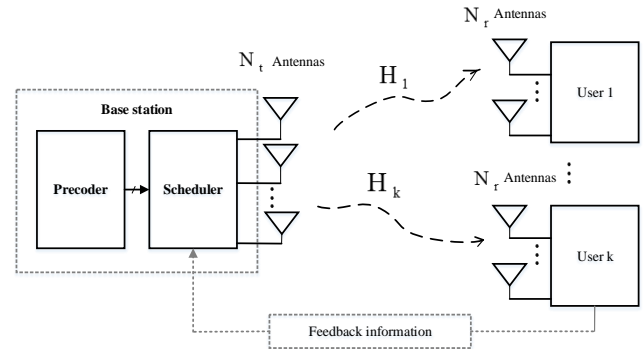 N r Antennas
N t Antennas
H 1
User 1
Base station
Precoder
Scheduler
H k
N r Antennas
User k
Feedback information